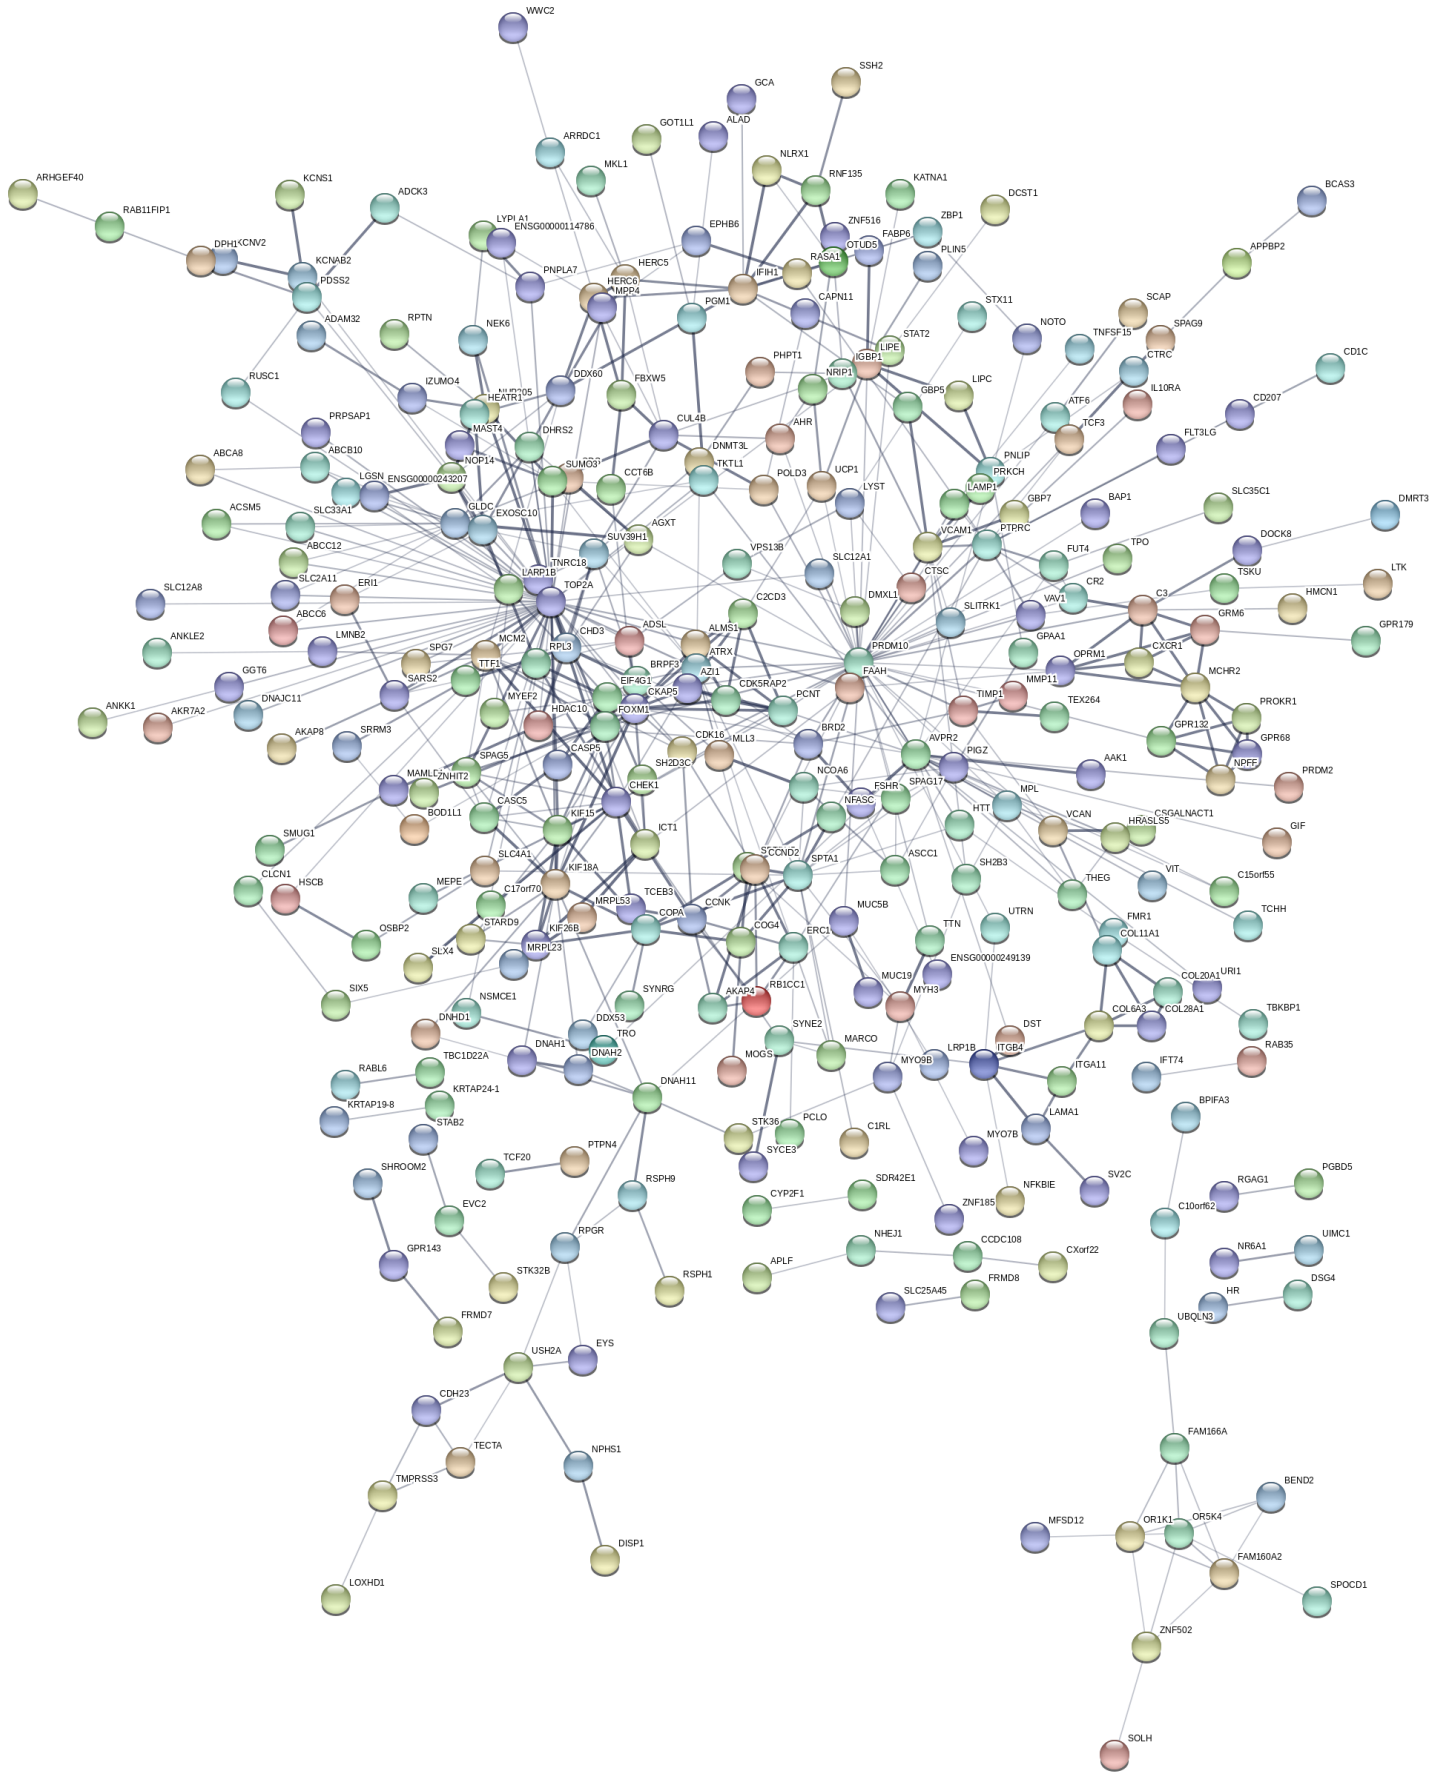 WWC2
SSH2
GCA
ALAD
GOT1L1
ARRDC1
NLRX1
MKL1
RNF135
KATNA1
DCST1
BCAS3
ARHGEF40
KCNS1
ADCK3
RAB11FIP1
LYPLA1
ENSG00000114786
EPHB6
ZNF516
ZBP1
OTUD5
FABP6
APPBP2
DPH1
KCNV2
KCNAB2
PDSS2
PNPLA7
HERC5
HERC6
MPP4
IFIH1
RASA1
PLIN5
PGM1
CAPN11
STX11
SCAP
ADAM32
RPTN
NEK6
STAT2
NOTO
TNFSF15
SPAG9
LIPE
IGBP1
CTRC
CD1C
RUSC1
IZUMO4
DDX60
PHPT1
NRIP1
LIPC
IL10RA
FBXW5
GBP5
ATF6
CD207
HEATR1
PRPSAP1
MAST4
DHRS2
CUL4B
AHR
TCF3
FLT3LG
ABCA8
ABCB10
NOP14
DNMT3L
PNLIP
PRKCH
LGSN
ENSG00000243207
SUMO3
CCT6B
TKTL1
POLD3
UCP1
LAMP1
LYST
GBP7
BAP1
SLC35C1
DMRT3
ACSM5
SLC33A1
GLDC
EXOSC10
AGXT
SUV39H1
VCAM1
PTPRC
DOCK8
ABCC12
VPS13B
SLC12A1
FUT4
TPO
TNRC18
LARP1B
CTSC
TSKU
LTK
SLC12A8
SLC2A11
ERI1
TOP2A
C2CD3
DMXL1
SLITRK1
CR2
VAV1
C3
HMCN1
ABCC6
ADSL
GRM6
GPR179
ANKLE2
LMNB2
SPG7
MCM2
CHD3
RPL3
ALMS1
PRDM10
GPAA1
CXCR1
OPRM1
GGT6
SARS2
TTF1
BRPF3
ATRX
AZI1
FAAH
MCHR2
MMP11
DNAJC11
EIF4G1
CKAP5
CDK5RAP2
PCNT
TIMP1
TEX264
PROKR1
ANKK1
AKR7A2
MYEF2
FOXM1
GPR132
GPR68
AKAP8
SRRM3
HDAC10
CDK16
MLL3
BRD2
AVPR2
PIGZ
NPFF
CASP5
SH2D3C
AAK1
PRDM2
SPAG5
MAMLD1
ZNHIT2
CHEK1
NCOA6
FSHR
SPAG17
MPL
NFASC
BOD1L1
CASC5
HTT
VCAN
CSGALNACT1
HRASLS5
GIF
SMUG1
KIF15
ICT1
CCND2
SPTA1
ASCC1
CLCN1
SLC4A1
KIF18A
SH2B3
THEG
VIT
C15orf55
HSCB
MEPE
C17orf70
MRPL53
TCEB3
CCNK
MUC5B
TCHH
COPA
UTRN
OSBP2
STARD9
KIF26B
MRPL23
COG4
ERC1
TTN
FMR1
COL11A1
SLX4
ENSG00000249139
SIX5
NSMCE1
SYNRG
AKAP4
RB1CC1
MUC19
MYH3
COL20A1
URI1
COL6A3
COL28A1
TBKBP1
DNHD1
DDX53
TRO
SYNE2
MARCO
DST
DNAH1
DNAH2
MOGS
MYO9B
LRP1B
ITGB4
ITGA11
IFT74
RAB35
TBC1D22A
RABL6
KRTAP24-1
KRTAP19-8
DNAH11
BPIFA3
STAB2
STK36
PCLO
C1RL
LAMA1
PTPN4
TCF20
SYCE3
MYO7B
SHROOM2
SV2C
RGAG1
PGBD5
RSPH9
CYP2F1
SDR42E1
NFKBIE
ZNF185
C10orf62
EVC2
GPR143
RPGR
APLF
NHEJ1
CCDC108
CXorf22
NR6A1
UIMC1
STK32B
RSPH1
SLC25A45
FRMD8
HR
DSG4
FRMD7
UBQLN3
USH2A
EYS
CDH23
TECTA
NPHS1
FAM166A
TMPRSS3
BEND2
MFSD12
OR1K1
OR5K4
DISP1
FAM160A2
LOXHD1
SPOCD1
ZNF502
SOLH